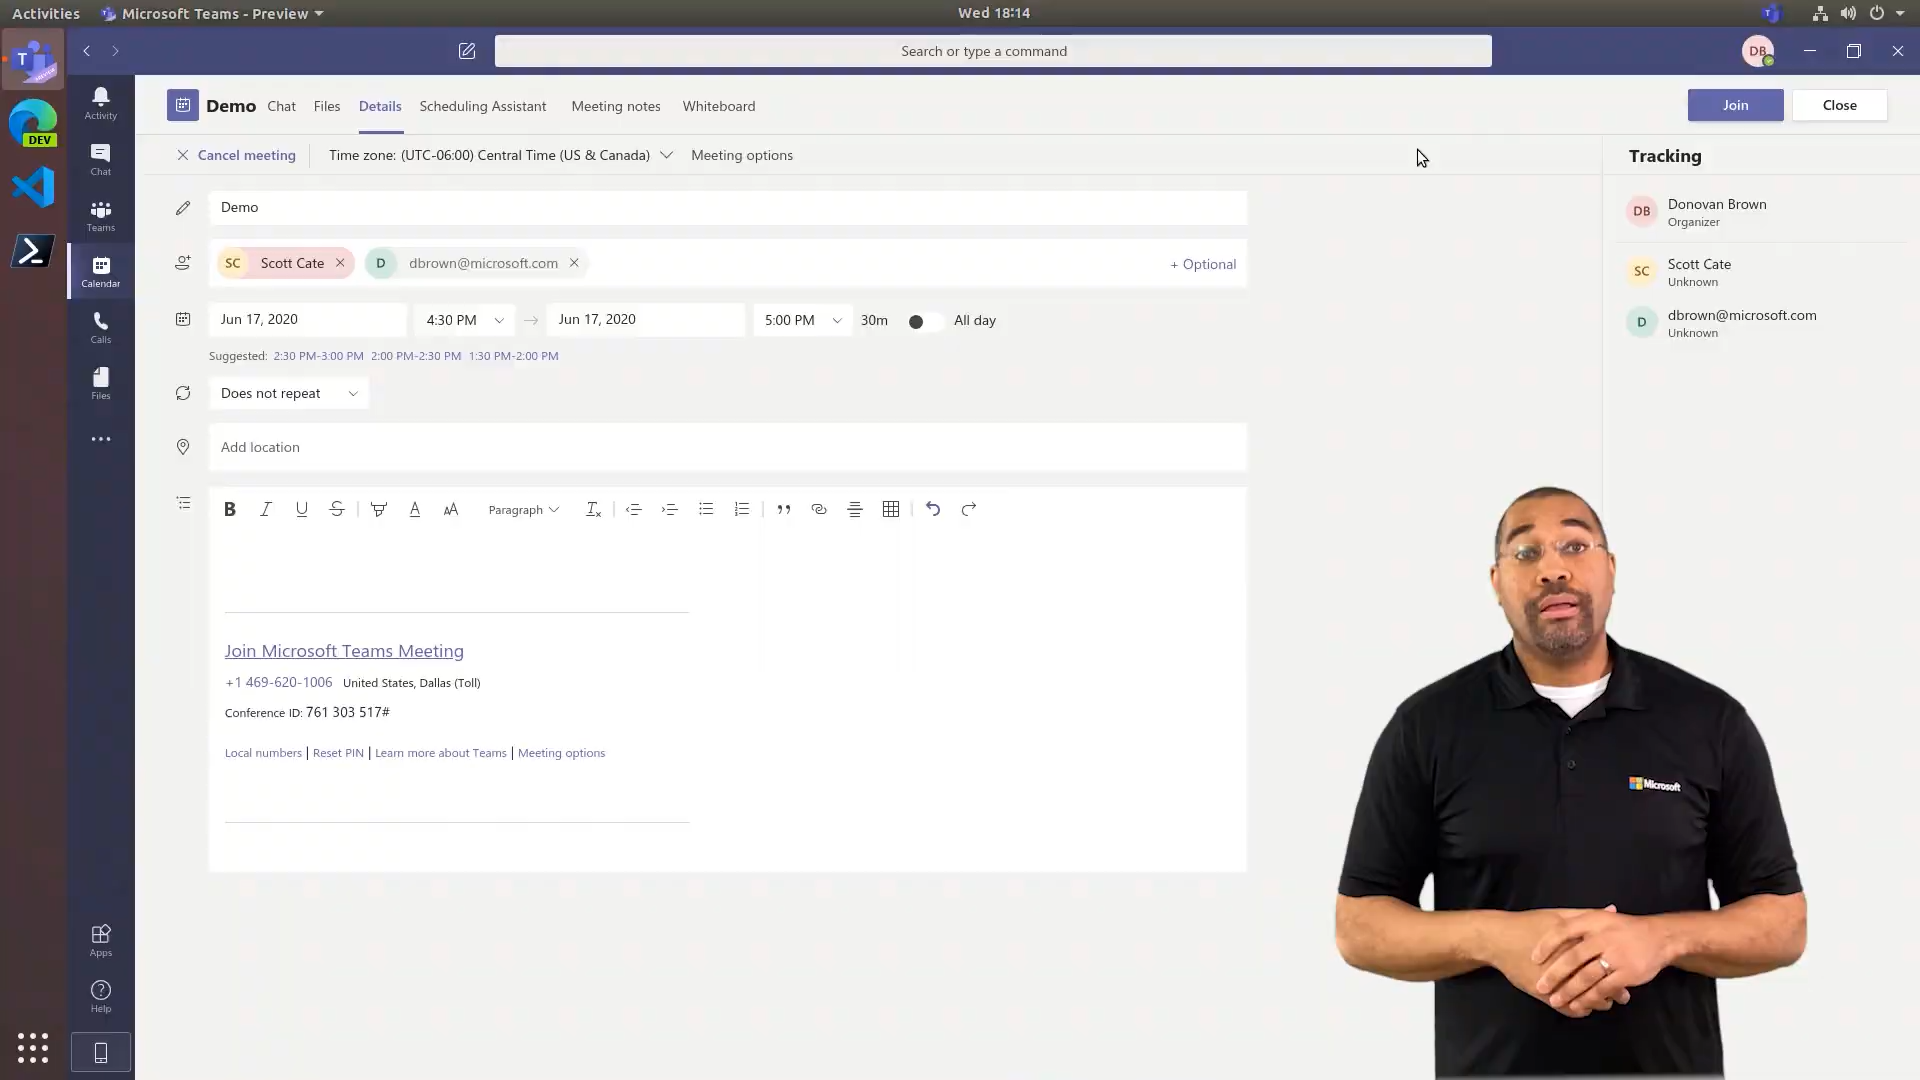 Activities Microsoft Teams - Preview Wed 18:14
Search or type a command DB
Demo Chat Files Details Scheduling Assistant Meeting notes Whiteboard Join Close
Cancel meeting Time zone: (UTC-06:00) Central Time (US & Canada) Meeting options
Tracking
DEV
Activity
Chat
Teams
Calendar
Calls
Files
Apps
Help
Demo
SC Scott Cate D dbrown@microsoft.com + Optional
Jun 17, 2020 4:30 PM Jun 17, 2020 5:00 PM 30m All day
Suggested: 2:30 PM-3:00 PM 2:00 PM-2:30 PM 1:30 PM-2:00 PM
Does not repeat
Add location
B I U S A AA Paragraph
Join Microsoft Teams Meeting
+1 469-620-1006 United States, Dallas (Toll)
Conference ID: 761 303 517#
Local numbers | Reset PIN | Learn more about Teams | Meeting options
DB Donovan Brown
Organizer
SC Scott Cate
Unknown
D dbrown@microsoft.com
Unknown
Microsoft